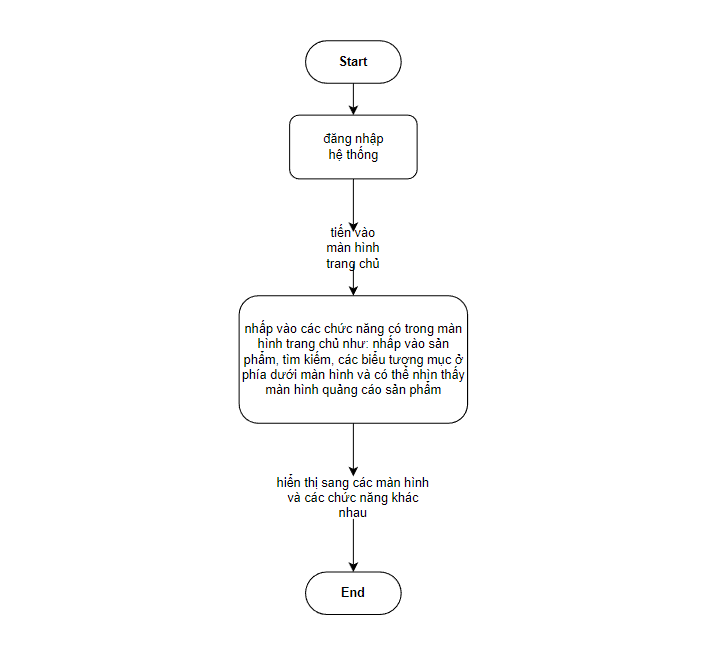 Start
đăng nhập
hệ thống
tiến vào
màn hình
trang chủ
nhấp vào các chức năng có trong màn
hình trang chủ như: nhấp vào sản
phẩm, tìm kiếm, các biểu tượng mục ở
phía dưới màn hình và có thể nhìn thấy
màn hình quảng cáo sản phẩm
hiển thị sang các màn hình
và các chức năng khác
nhau
End